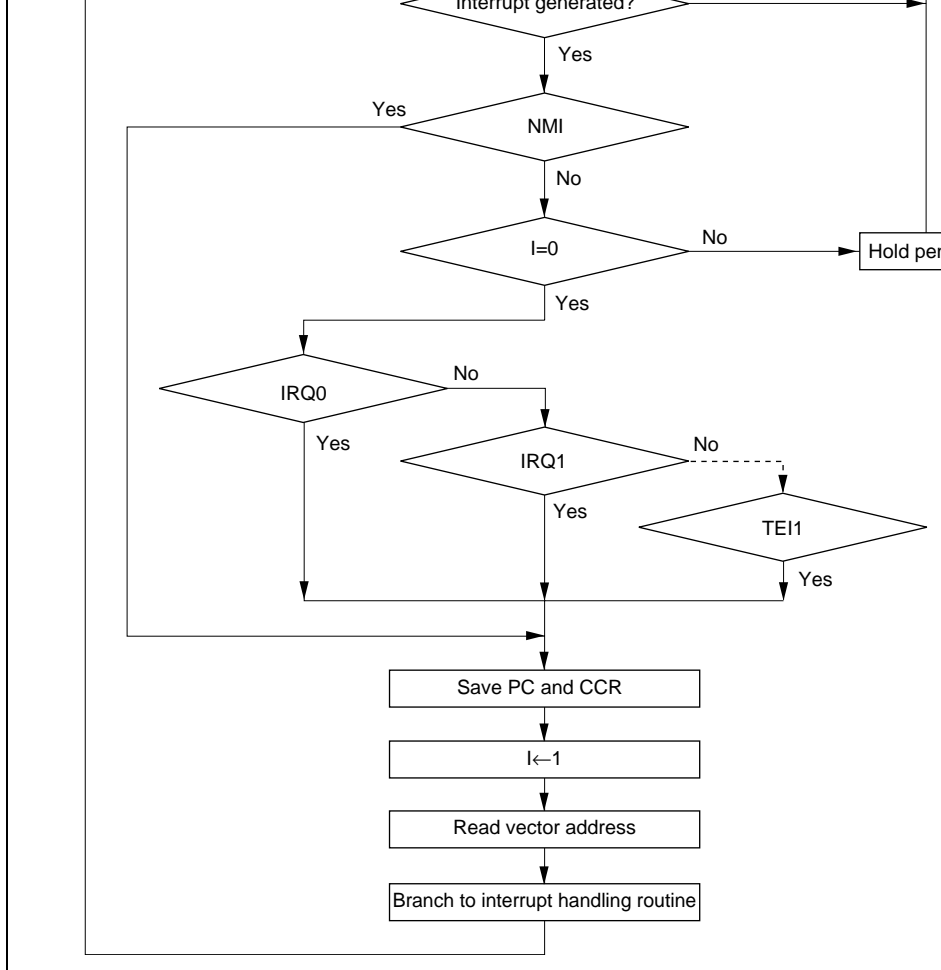 Interrupt generated?
Yes
Yes
NMI
No
I=0
No
Hold
Yes
IRQ0
No
Yes
IRQ1
No
Yes
TEI1
Yes
Save PC and CCR
I←1
Read vector address
Branch to interrupt handling routine